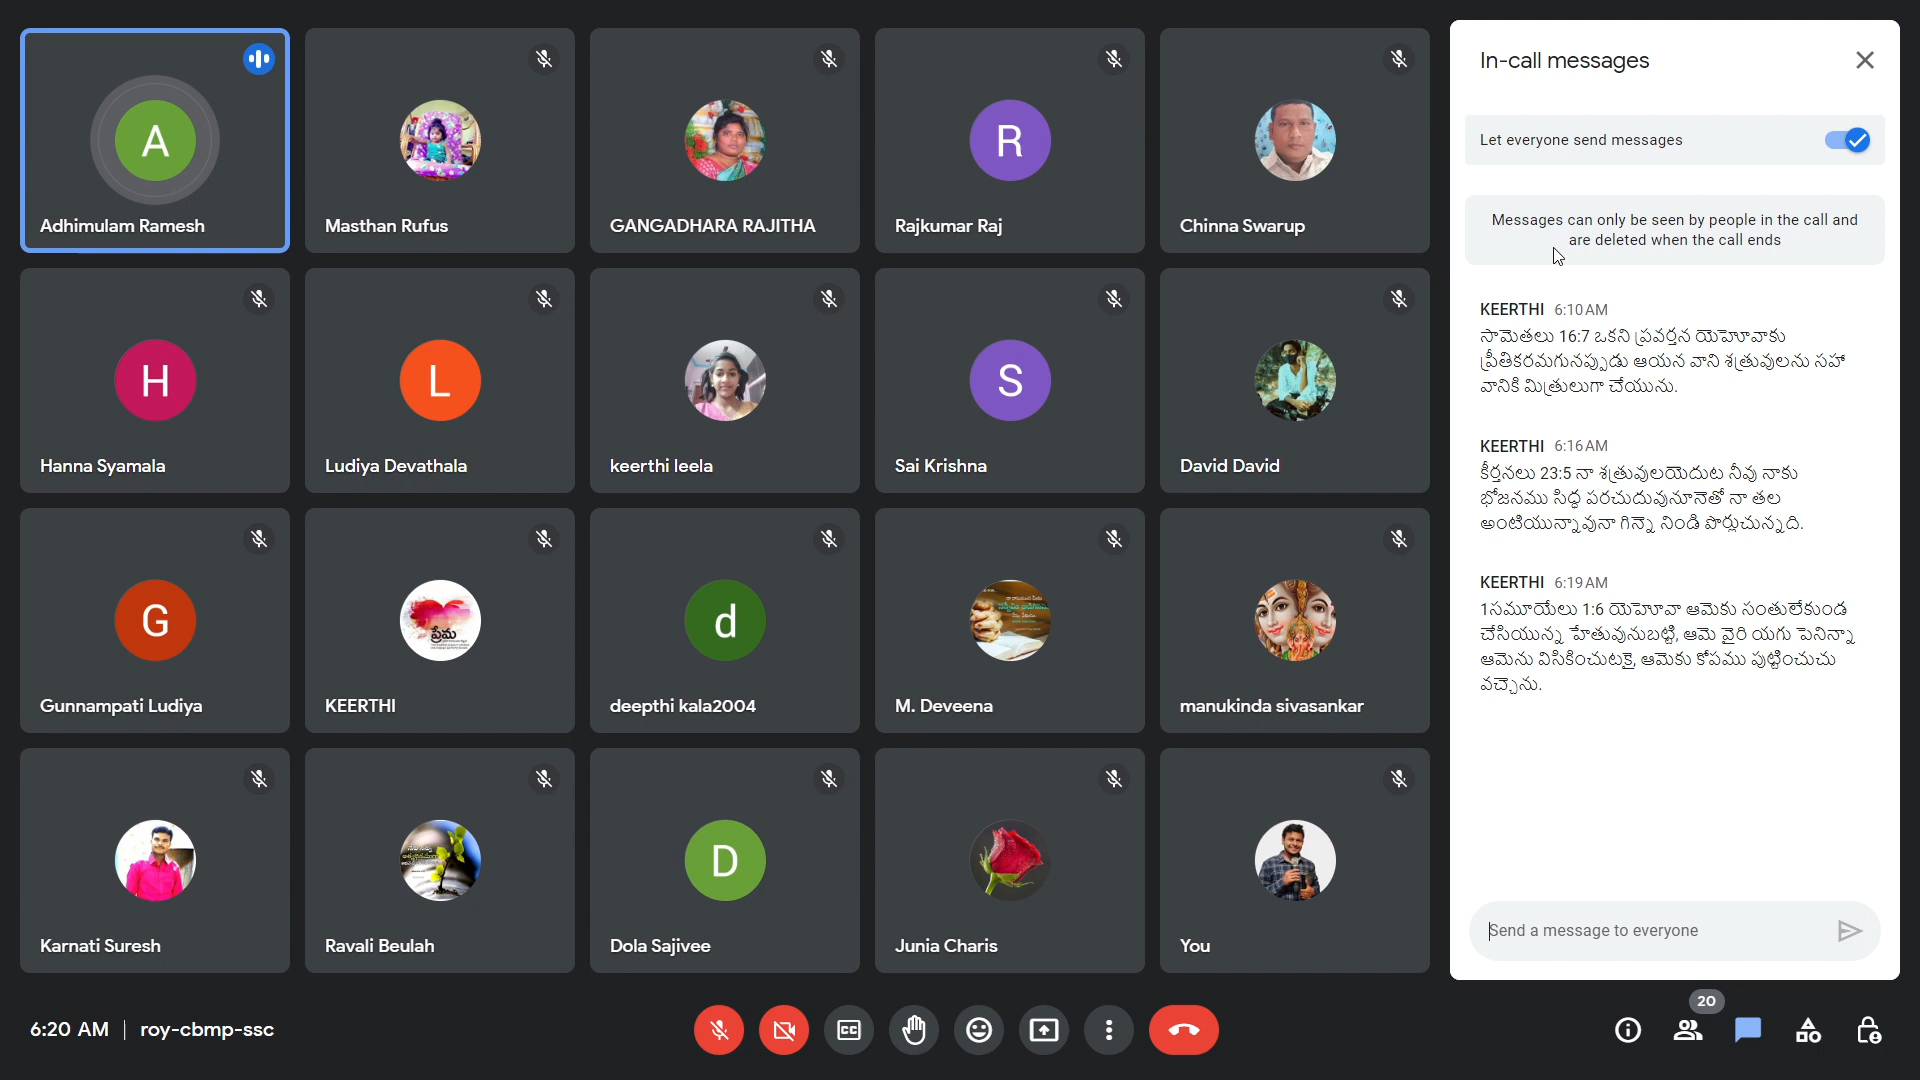 A
Adhimulam Ramesh
Masthan Rufus
GANGADHARA RAJITHA
R
Rajkumar Raj
Chinna Swarup
H
Hanna Syamala
L
Ludiya Devathala
keerthi leela
S
Sai Krishna
David David
G
Gunnampati Ludiya
ప్రేమ
KEERTHI
d
deepthi kala2004
M. Deveena
manukinda sivasankar
Karnati Suresh
Ravali Beulah
D
Dola Sajivee
Junia Charis
You
In-call messages
Let everyone send messages
Messages can only be seen by people in the call and
are deleted when the call ends
KEERTHI 6:10 AM
సామెతలు 16:7 ఒకని ప్రవర్తన యెహోవాకు
ప్రీతికరమగునప్పుడు ఆయన వాని శత్రువులను సహా
వానికి మిత్రులుగా చేయును.
KEERTHI 6:16 AM
కీర్తనలు 23:5 నా శత్రువులయెదుట నీవు నాకు
భోజనము సిద్ధ పరచుదువునూనెతో నా తల
అంటియున్నావునా గిన్నె నిండి పొర్లుచున్నది.
KEERTHI 6:19 AM
1సమూయేలు 1:6 యెహోవా ఆమెకు సంతులేకుండ
చేసియున్న హేతువునుబట్టి, ఆమె వైరి యగు పెనిన్నా
ఆమెను విసికించుటకై, ఆమెకు కోపము పుట్టించుచు
వచ్చెను.
Send a message to everyone
6:20 AM | roy-cbmp-ssc
CC
20